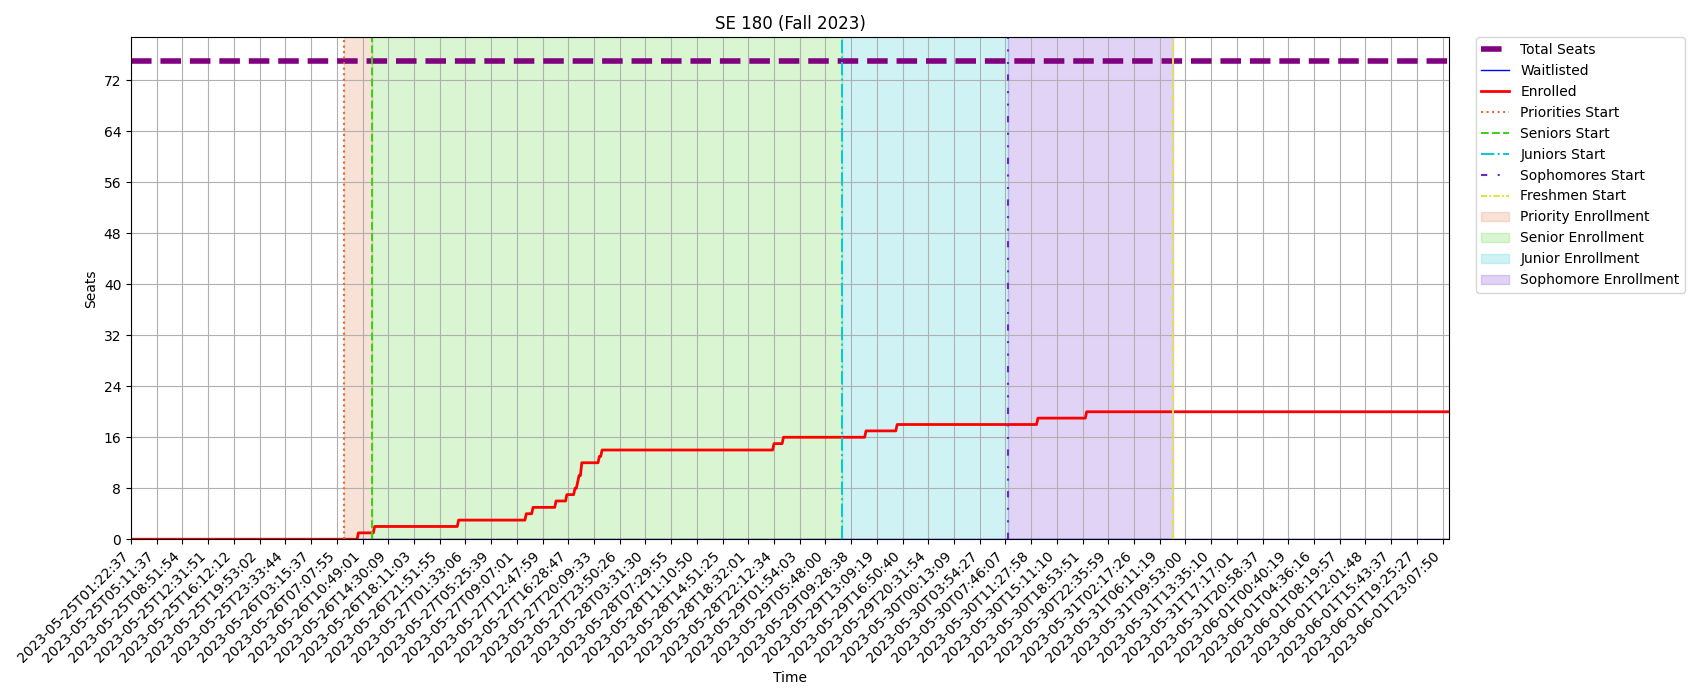 SE 180 (Fall 2023)
Total Seats
Waitlisted
Enrolled
Priorities Start
Seniors Start
Juniors Start
Sophomores Start
Freshmen Start
Priority Enrollment
Senior Enrollment
Junior Enrollment
Sophomore Enrollment
Seats
72
64
56
48
40
32
24
16
8
0
2023-05-25T01:22:37
2023-05-25T05:11:37
2023-05-25T08:51:54
2023-05-25T12:31:51
2023-05-25T16:12:12
2023-05-25T19:53:02
2023-05-25T23:33:44
2023-05-26T03:15:37
2023-05-26T07:07:55
2023-05-26T10:49:01
2023-05-26T14:30:09
2023-05-26T18:11:03
2023-05-26T21:51:55
2023-05-27T01:33:06
2023-05-27T05:25:39
2023-05-27T09:07:01
2023-05-27T12:47:59
2023-05-27T16:28:47
2023-05-27T20:09:33
2023-05-27T23:50:26
2023-05-28T03:31:30
2023-05-28T07:29:55
2023-05-28T11:10:50
2023-05-28T14:51:25
2023-05-28T18:32:01
2023-05-28T22:12:34
2023-05-29T01:54:03
2023-05-29T05:48:00
2023-05-29T09:28:38
2023-05-29T13:09:19
2023-05-29T16:50:40
2023-05-29T20:31:54
2023-05-30T00:13:09
2023-05-30T03:54:27
2023-05-30T07:46:07
2023-05-30T11:27:58
2023-05-30T15:11:10
2023-05-30T18:53:51
2023-05-30T22:35:59
2023-05-31T02:17:26
2023-05-31T06:11:19
2023-05-31T09:53:00
2023-05-31T13:35:10
2023-05-31T17:17:01
2023-05-31T20:58:37
2023-06-01T00:40:19
2023-06-01T04:36:16
2023-06-01T08:19:57
2023-06-01T12:01:48
2023-06-01T15:43:37
2023-06-01T19:25:27
2023-06-01T23:07:50
Time